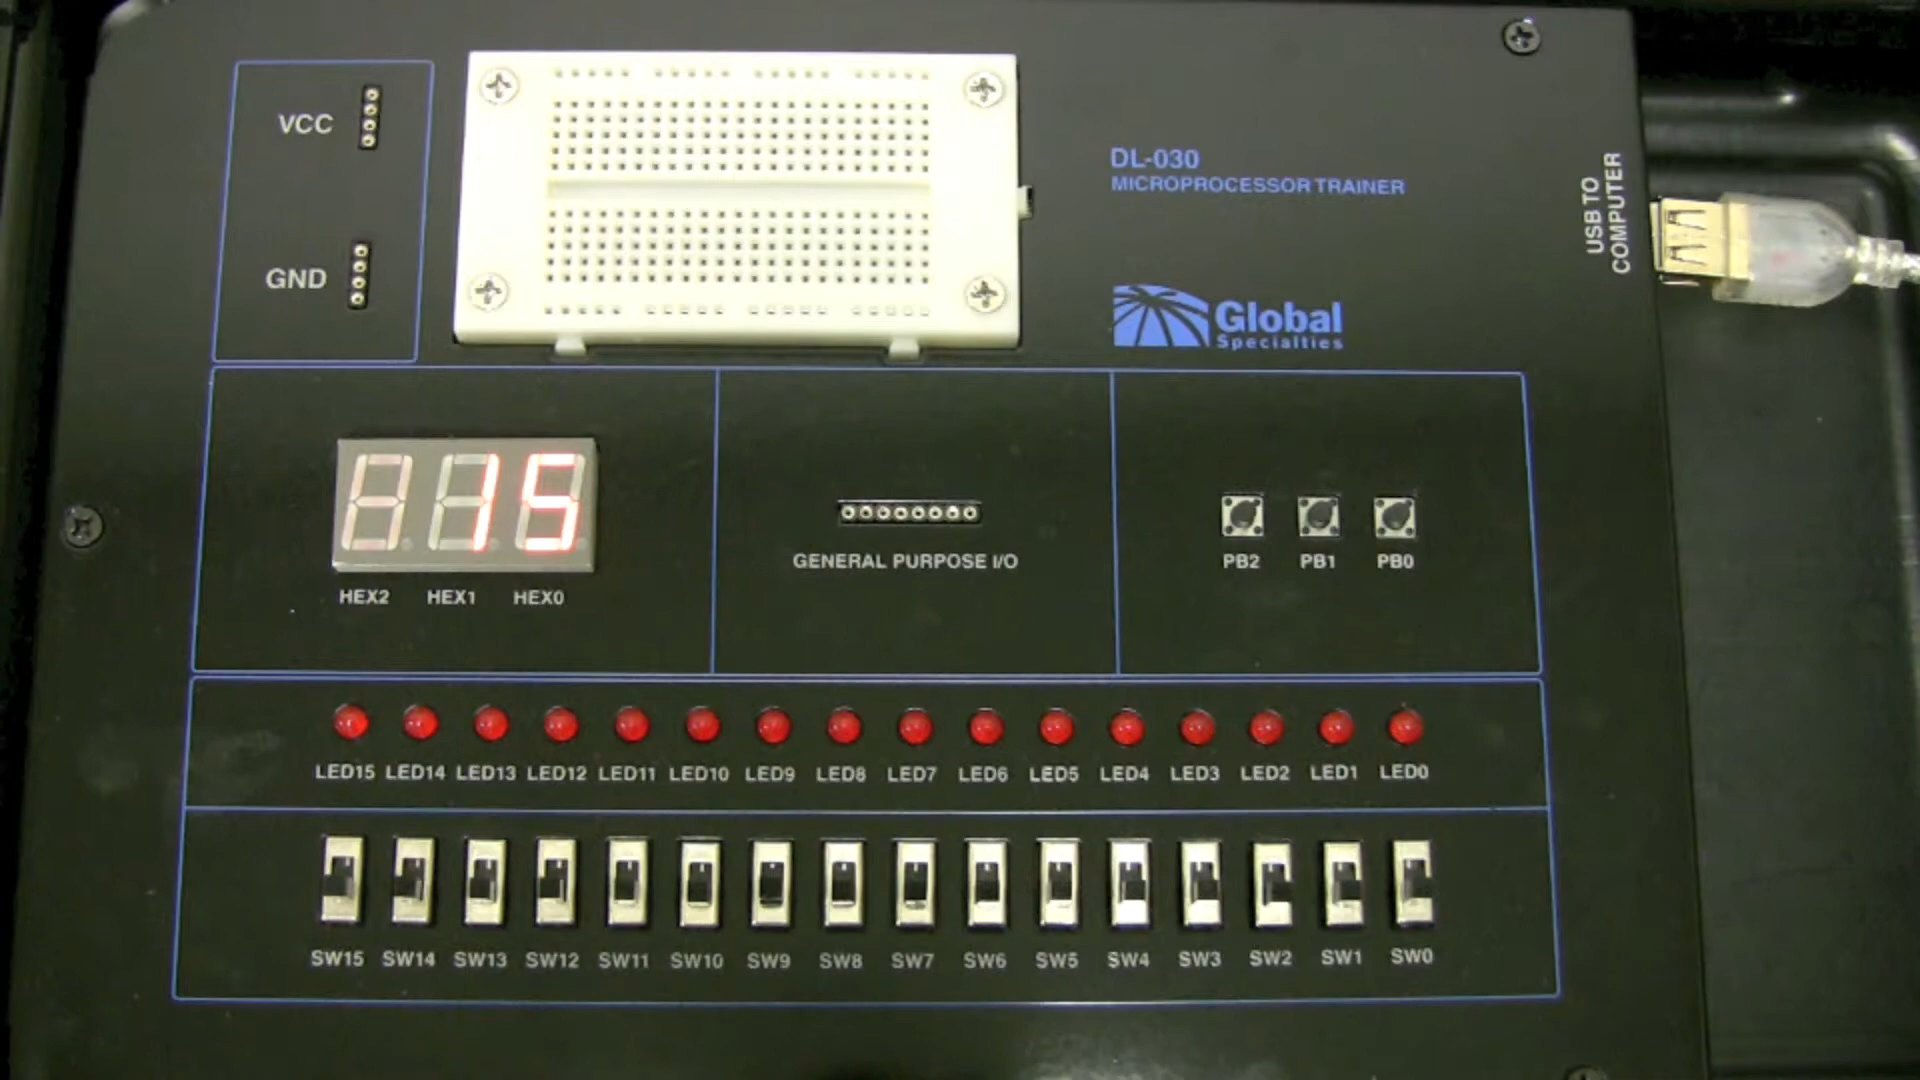 VCC
GND
DL-030
MICROPROCESSOR TRAINER
USB TO
COMPUTER
Global
Specialties
15
HEX2 HEX1 HEX0
GENERAL PURPOSE I/O
PB2 PB1 PB0
LED15 LED14 LED13 LED12 LED11 LED10 LED9 LED8 LED7 LED6 LED5 LED4 LED3 LED2 LED1 LED0
SW15 SW14 SW13 SW12 SW11 SW10 SW9 SW8 SW7 SW6 SW5 SW4 SW3 SW2 SW1 SW0